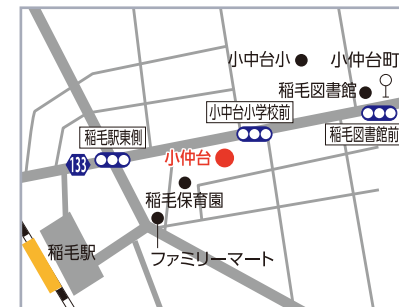 小中台小
小仲台町
稲毛図書館
小中台小学校前
稲毛図書館前
稲毛駅東側
133
小仲台
稲毛保育園
稲毛駅
ファミリーマート